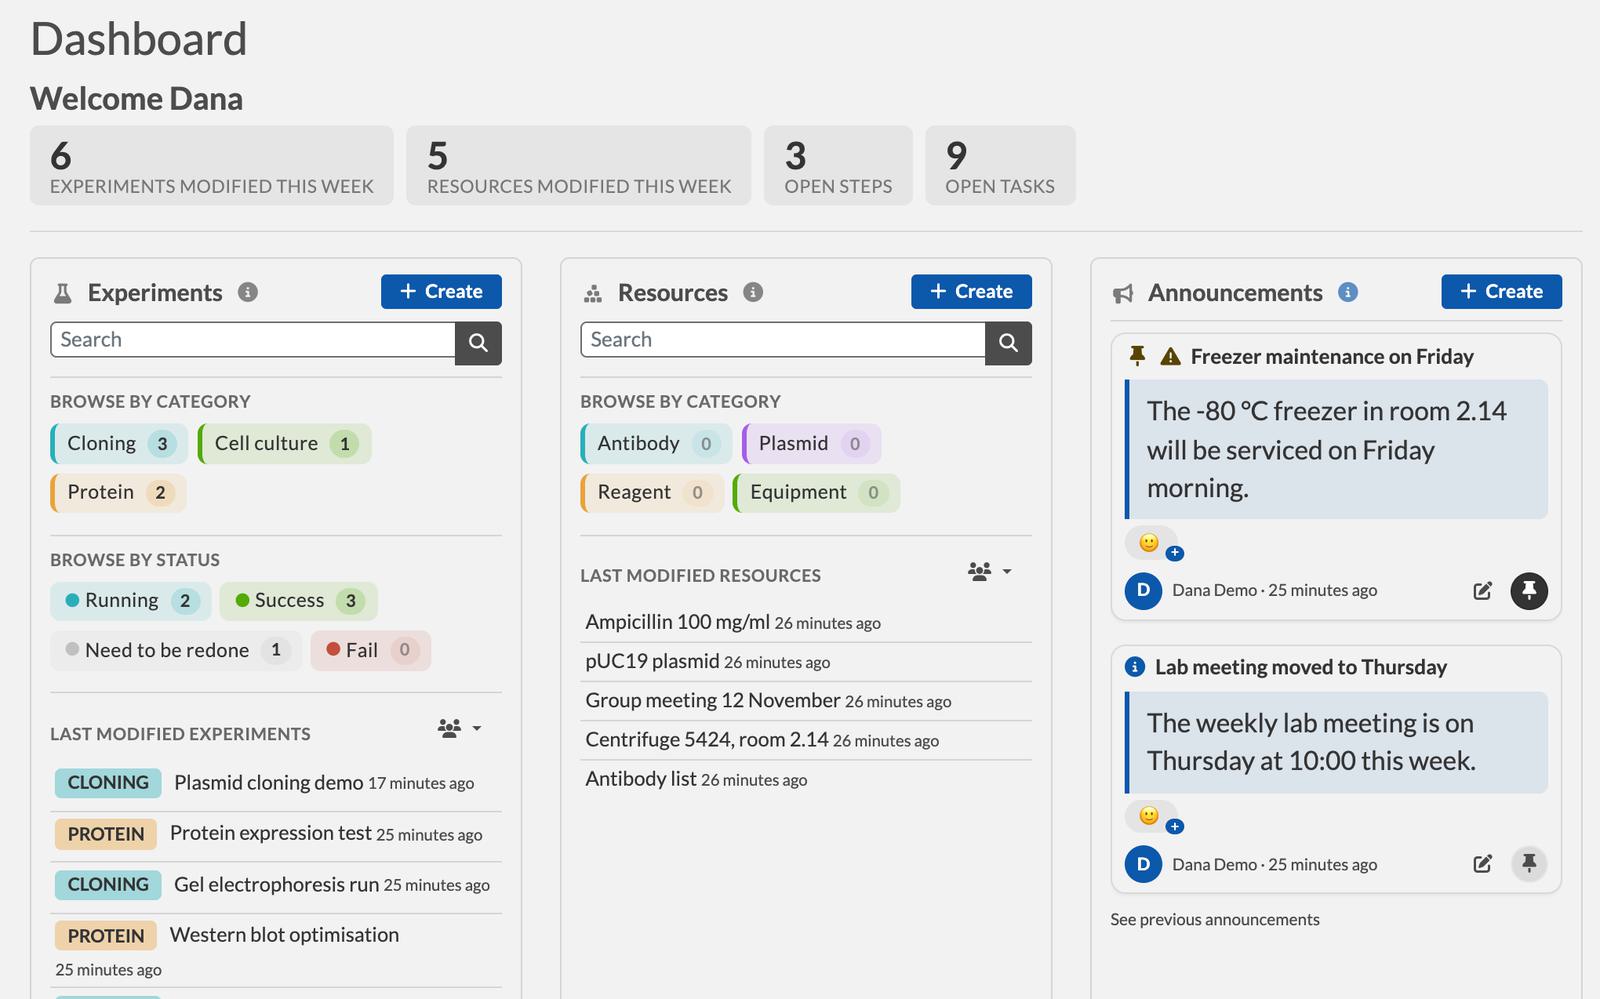 Dashboard
Welcome Dana
6
EXPERIMENTS MODIFIED THIS WEEK
5
RESOURCES MODIFIED THIS WEEK
3
OPEN STEPS
9
OPEN TASKS
Experiments
+ Create
Search
BROWSE BY CATEGORY
Cloning 3 Cell culture 1
Protein 2
BROWSE BY STATUS
Running 2 Success 3
Need to be redone 1 Fail 0
LAST MODIFIED EXPERIMENTS
CLONING Plasmid cloning demo 17 minutes ago
PROTEIN Protein expression test 25 minutes ago
CLONING Gel electrophoresis run 25 minutes ago
PROTEIN Western blot optimisation
25 minutes ago
Resources
+ Create
Search
BROWSE BY CATEGORY
Antibody 0 Plasmid 0
Reagent 0 Equipment 0
LAST MODIFIED RESOURCES
Ampicillin 100 mg/ml 26 minutes ago
pUC19 plasmid 26 minutes ago
Group meeting 12 November 26 minutes ago
Centrifuge 5424, room 2.14 26 minutes ago
Antibody list 26 minutes ago
Announcements
+ Create
Freezer maintenance on Friday
The -80 °C freezer in room 2.14
will be serviced on Friday
morning.
D Dana Demo · 25 minutes ago
Lab meeting moved to Thursday
The weekly lab meeting is on
Thursday at 10:00 this week.
D Dana Demo · 25 minutes ago
See previous announcements